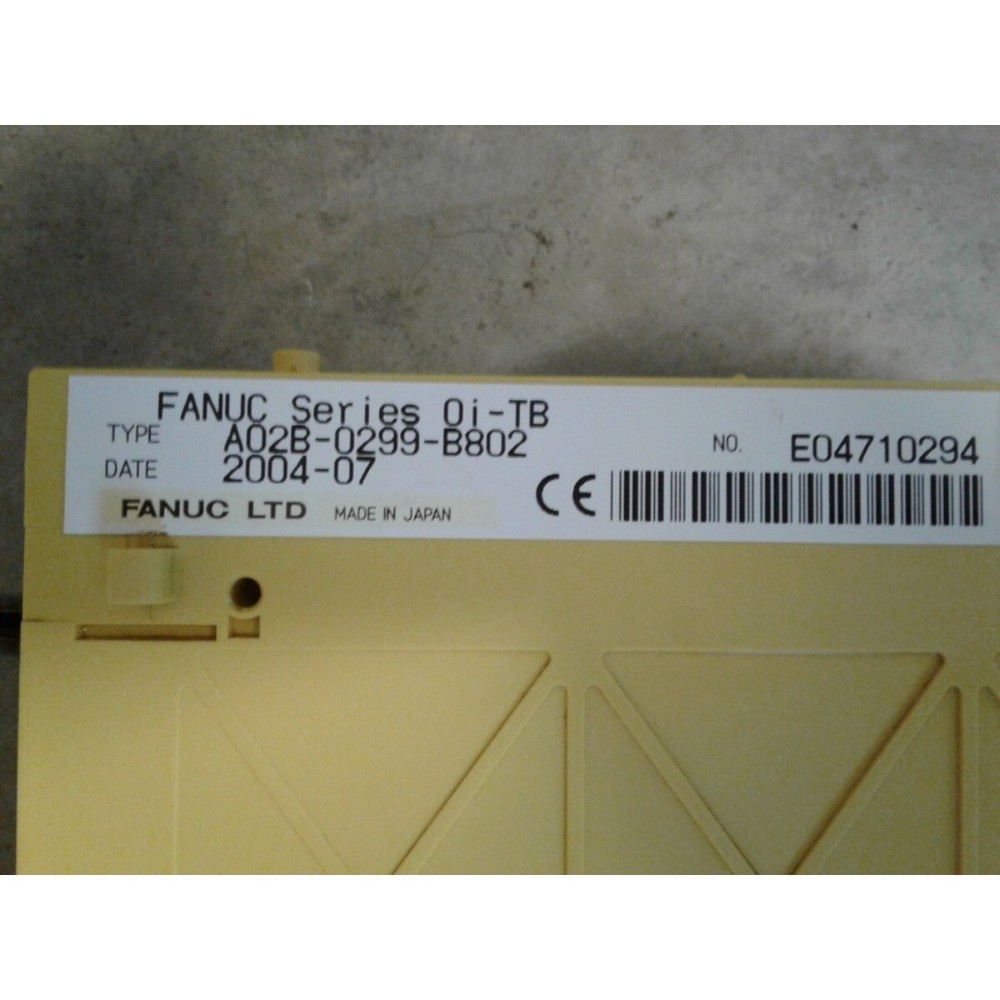 FANUC Series 0i-TB
TYPE A02B-0299-B802
NO. E04710294
DATE 2004-07
CE
FANUC LTD MADE IN JAPAN